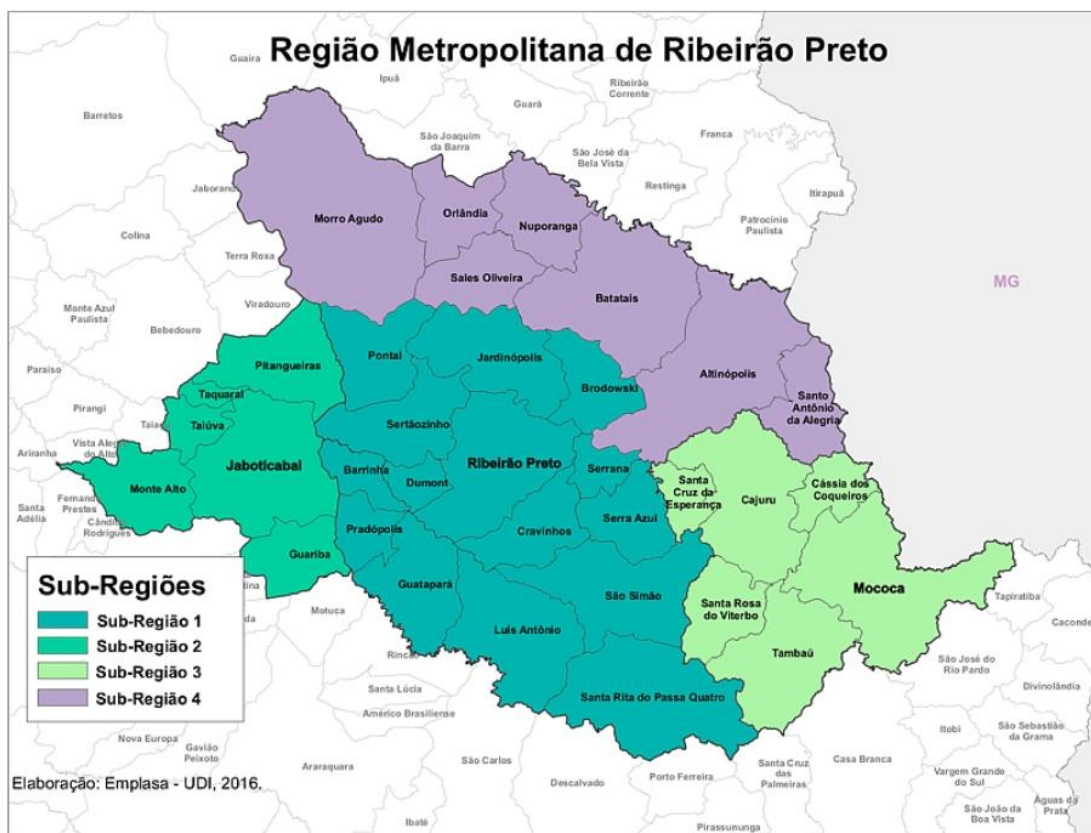 Região Metropolitana de Ribeirão Preto
Guaira
Ipuã
Ribeirão
Corrente
Barretos
Guará
São Joaquim
da Barra
Franca
São José da
Bela Vista
Restinga
Itirapuã
Jaborand
Morro Agudo
Orlândia
Nuporanga
Patrocínio
Paulista
Colina
Terra Roxa
Sales Oliveira
Batatais
MG
Monte Azul
Paulista
Viradouro
Bebedouro
Pitangueiras
Pontal
Jardinópolis
Brodowski
Altinópolis
Santo
Antônio
da Alegria
Paraíso
Taquaral
Pirangi
Taiúva
Sertãozinho
Vista Aleg
do Alto
Ariranha
Jaboticabal
Barrinha
Ribeirão Preto
Serrana
Dumont
Monte Alto
Santa
Cruz da
Esperança
Cajuru
Cássia dos
Coqueiros
Fernand
Prestes
Santa
Adélia
Cândid
Rodrigues
Pradópolis
Cravinhos
Serra Azul
Guariba
Guatapará
São Simão
Santa Rosa
do Viterbo
Mococa
Tapiratiba
Caconde
Motuca
Luís Antônio
Tambaú
Rincão
São José do
Rio Pardo
Divinolândia
Santa Lúcia
Américo Brasiliense
Santa Rita do Passa Quatro
Nova Europa
Gavião
Peixoto
Araraquara
São Carlos
Descalvado
Porto Ferreira
Santa Cruz
das
Palmeiras
Casa Branca
Itobi
São Sebastião
da Grama
Vargem Grande
do Sul
Águas da
Prata
São João da
Boa Vista
Ibaté
Pirassununga
Sub-Regiões
Sub-Região 1
Sub-Região 2
Sub-Região 3
Sub-Região 4
Elaboração: Emplasa - UDI, 2016.